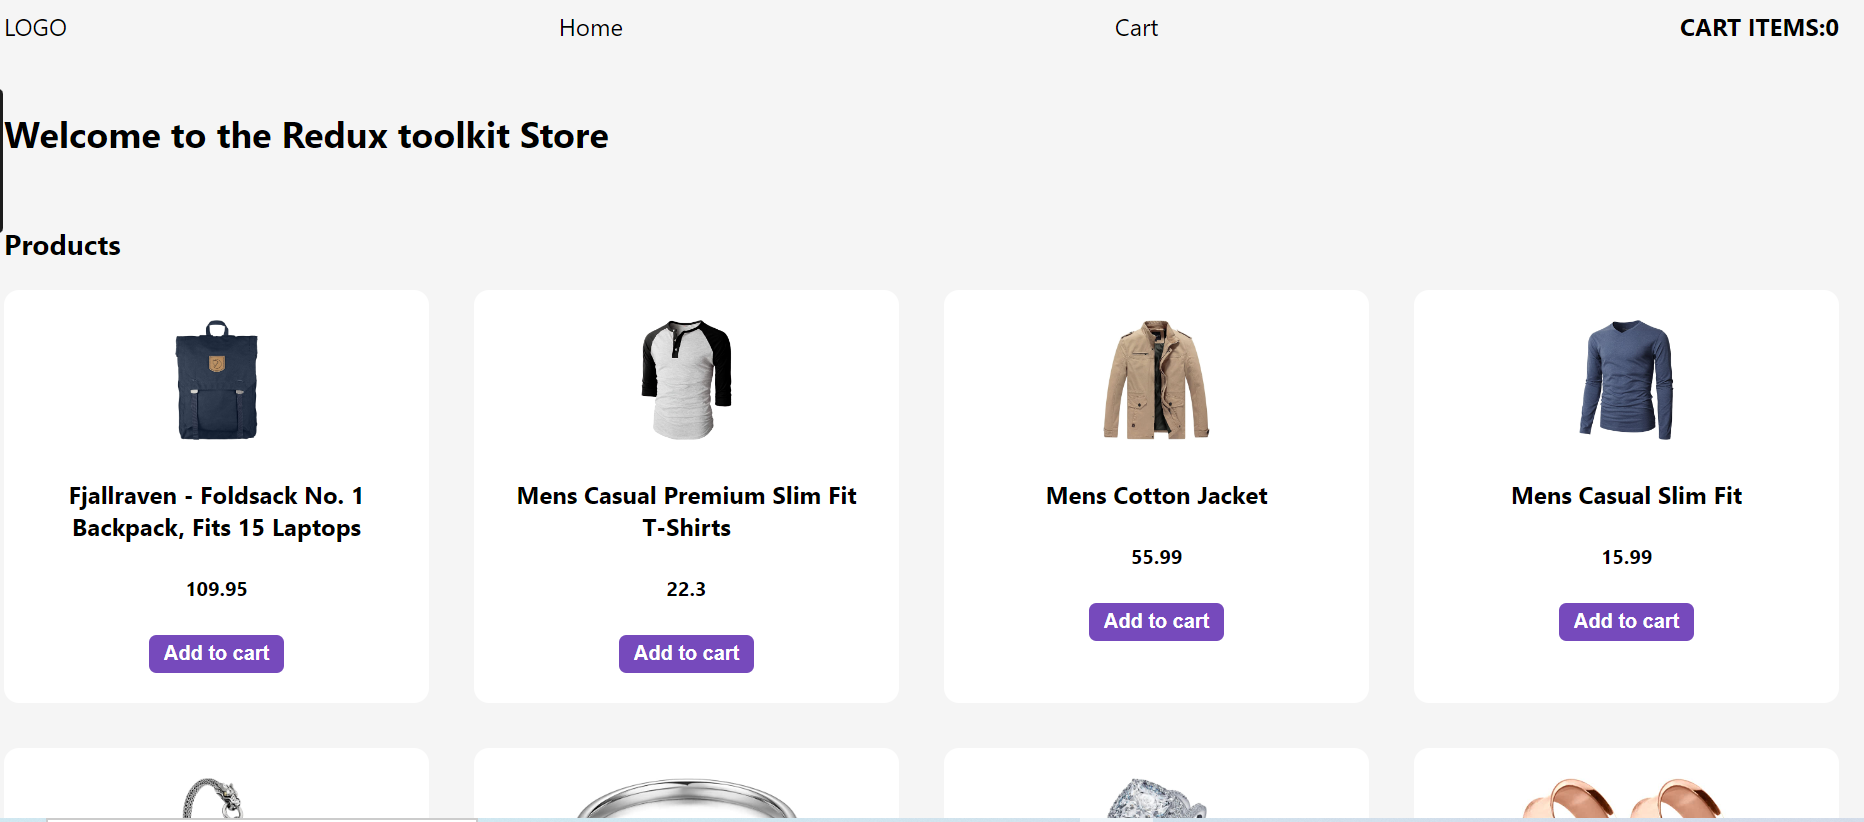 LOGO Home Cart CART ITEMS:0
Welcome to the Redux toolkit Store
Products
Fjallraven - Foldsack No. 1
Backpack, Fits 15 Laptops
109.95
Add to cart
Mens Casual Premium Slim Fit
T-Shirts
22.3
Add to cart
Mens Cotton Jacket
55.99
Add to cart
Mens Casual Slim Fit
15.99
Add to cart